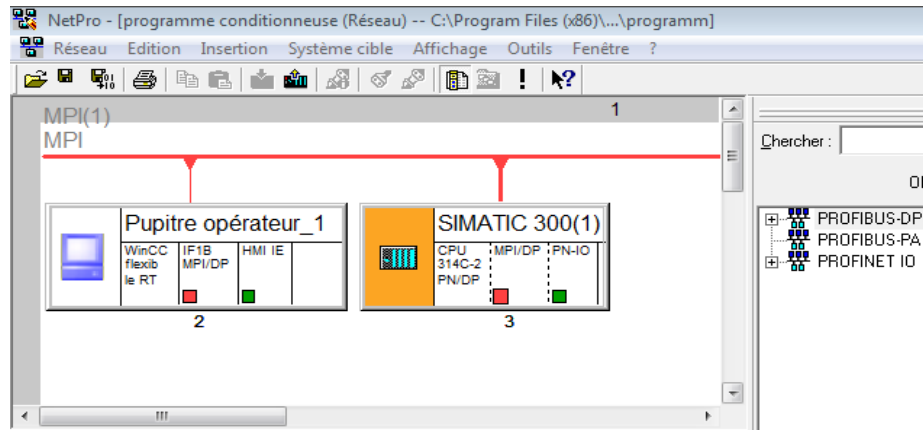 NetPro - [programme conditionneuse (Réseau) -- C:\Program Files (x86)\...\programm]
Réseau Edition Insertion Système cible Affichage Outils Fenêtre ?
MPI(1)
MPI
1
Pupitre opérateur_1
WinCC
flexib
le RT
IF1B
MPI/DP
HMI IE
2
SIMATIC 300(1)
CPU
314C-2
PN/DP
MPI/DP
PN-IO
3
Chercher :
PROFIBUS-DP
PROFIBUS-PA
PROFINET IO